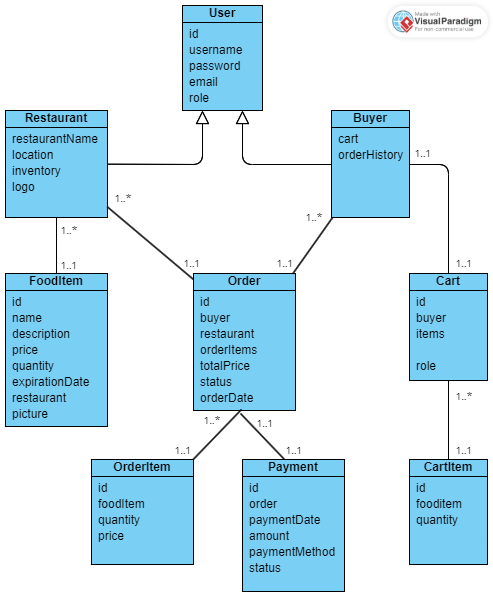 User
id
username
password
email
role
Made with
VisualParadigm
For non-commercial use
Restaurant
restaurantName
location
inventory
logo
Buyer
cart
orderHistory
1..1
1..*
1..*
1..*
1..1
1..1
1..1
1..1
FoodItem
id
name
description
price
quantity
expirationDate
restaurant
picture
Order
id
buyer
restaurant
orderItems
totalPrice
status
orderDate
Cart
id
buyer
items
role
1..*
1..1
1..*
1..1
1..1
1..1
OrderItem
id
foodItem
quantity
price
Payment
id
order
paymentDate
amount
paymentMethod
status
CartItem
id
fooditem
quantity